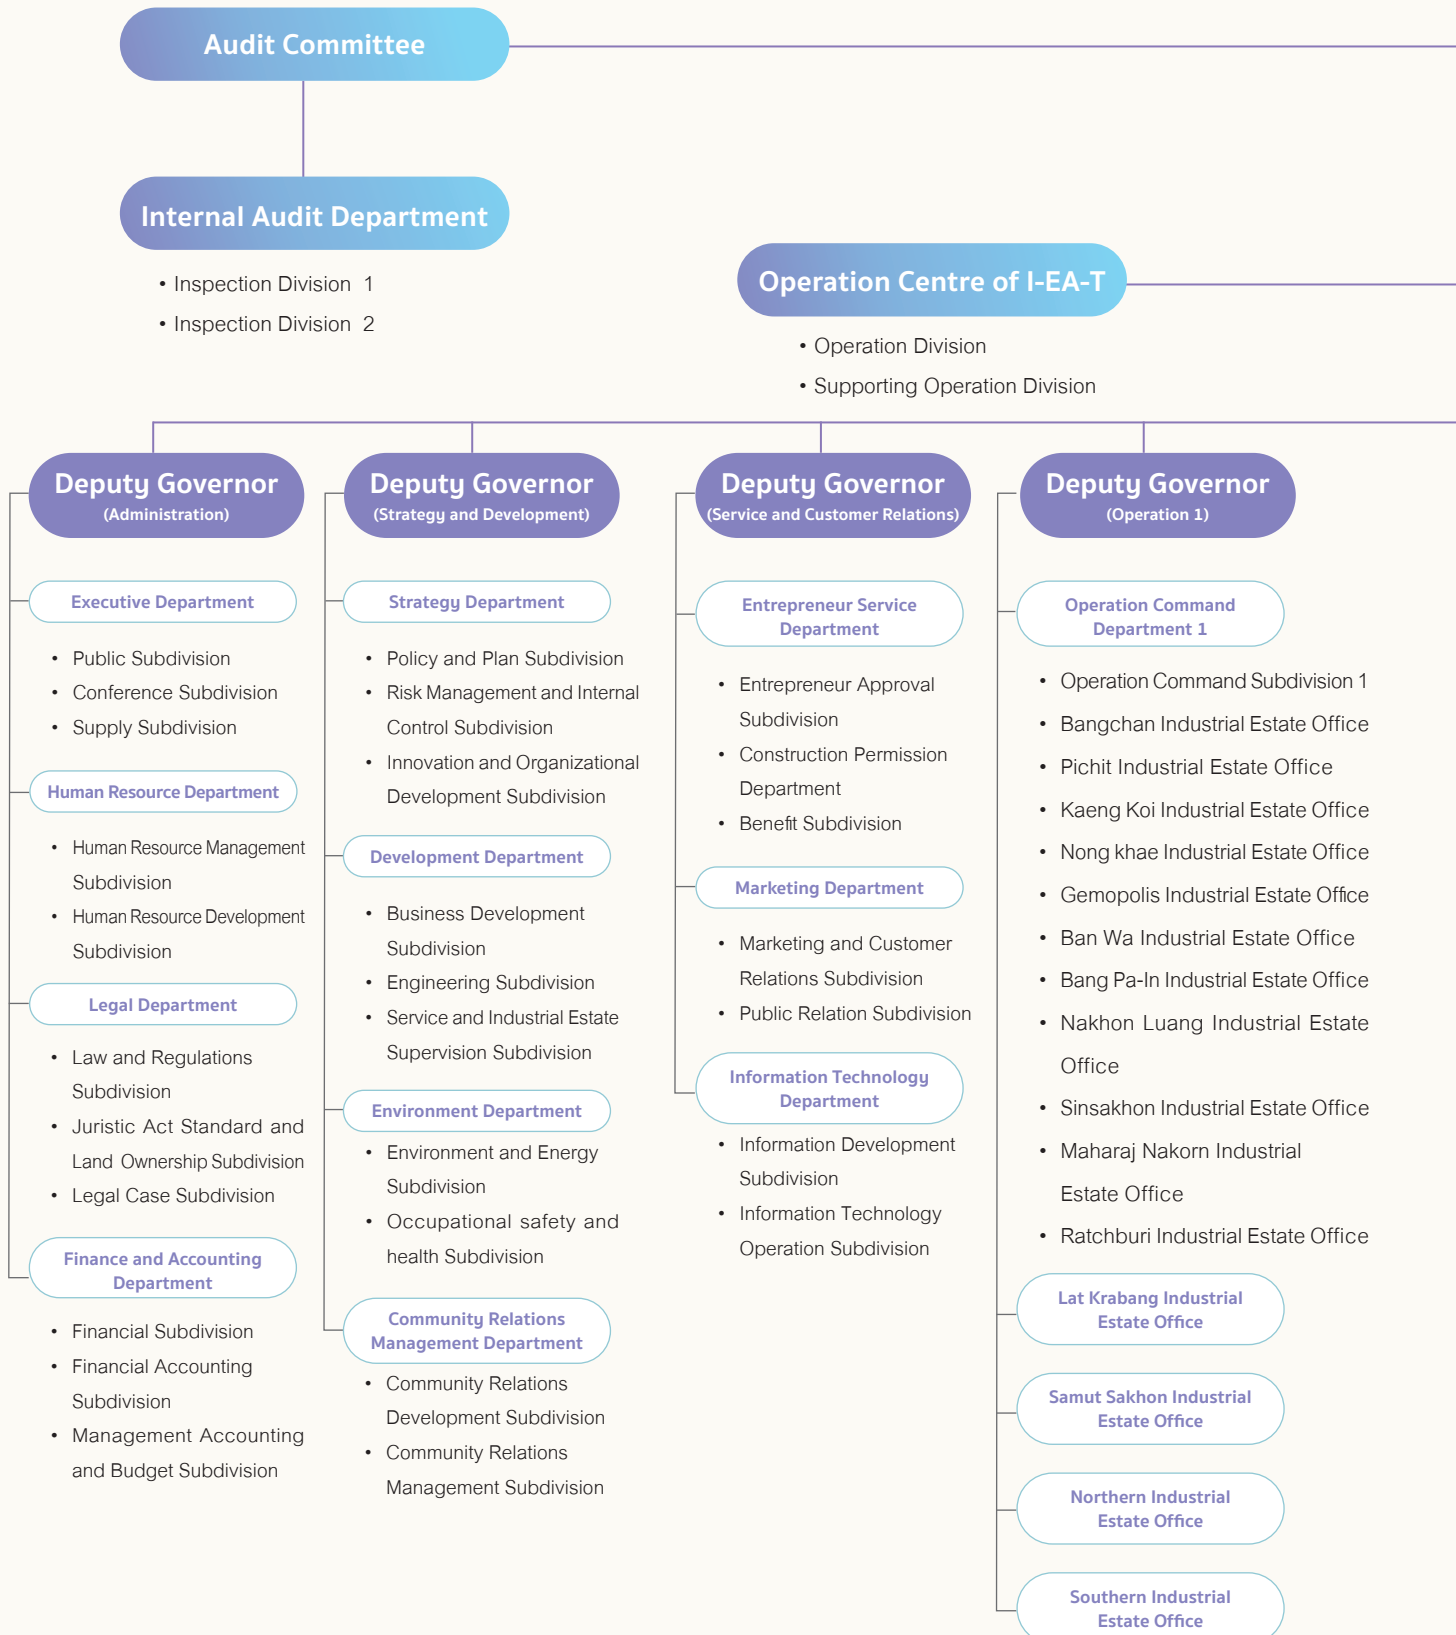 Audit Committee
Internal Audit Department
• Inspection Division 1
• Inspection Division 2
Operation Centre of I-EA-T
• Operation Division
• Supporting Operation Division
Deputy Governor
(Administration)
Executive Department
• Public Subdivision
• Conference Subdivision
• Supply Subdivision
Human Resource Department
• Human Resource Management
Subdivision
• Human Resource Development
Subdivision
Legal Department
• Law and Regulations
Subdivision
• Juristic Act Standard and
Land Ownership Subdivision
• Legal Case Subdivision
Finance and Accounting
Department
• Financial Subdivision
• Financial Accounting
Subdivision
• Management Accounting
and Budget Subdivision
Deputy Governor
(Strategy and Development)
Strategy Department
• Policy and Plan Subdivision
• Risk Management and Internal
Control Subdivision
• Innovation and Organizational
Development Subdivision
Development Department
• Business Development
Subdivision
• Engineering Subdivision
• Service and Industrial Estate
Supervision Subdivision
Environment Department
• Environment and Energy
Subdivision
• Occupational safety and
health Subdivision
Community Relations
Management Department
• Community Relations
Development Subdivision
• Community Relations
Management Subdivision
Deputy Governor
(Service and Customer Relations)
Entrepreneur Service
Department
• Entrepreneur Approval
Subdivision
• Construction Permission
Department
• Benefit Subdivision
Marketing Department
• Marketing and Customer
Relations Subdivision
• Public Relation Subdivision
Information Technology
Department
• Information Development
Subdivision
• Information Technology
Operation Subdivision
Deputy Governor
(Operation 1)
Operation Command
Department 1
• Operation Command Subdivision 1
• Bangchan Industrial Estate Office
• Pichit Industrial Estate Office
• Kaeng Koi Industrial Estate Office
• Nong khae Industrial Estate Office
• Gemopolis Industrial Estate Office
• Ban Wa Industrial Estate Office
• Bang Pa-In Industrial Estate Office
• Nakhon Luang Industrial Estate
Office
• Sinsakhon Industrial Estate Office
• Maharaj Nakorn Industrial
Estate Office
• Ratchburi Industrial Estate Office
Lat Krabang Industrial
Estate Office
Samut Sakhon Industrial
Estate Office
Northern Industrial
Estate Office
Southern Industrial
Estate Office